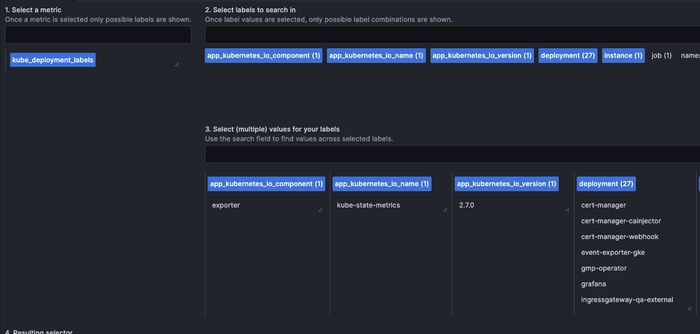 1. Select a metric
Once a metric is selected only possible labels are shown.
kube_deployment_labels
2. Select labels to search in
Once label values are selected, only possible label combinations are shown.
app_kubernetes_io_component (1) app_kubernetes_io_name (1) app_kubernetes_io_version (1) deployment (27) instance (1) job (1) name
3. Select (multiple) values for your labels
Use the search field to find values across selected labels.
app_kubernetes_io_component (1) app_kubernetes_io_name (1) app_kubernetes_io_version (1) deployment (27)
exporter kube-state-metrics 2.7.0 cert-manager
cert-manager-cainjector
cert-manager-webhook
event-exporter-gke
gmp-operator
grafana
ingressgateway-qa-external
4. Resulting selector